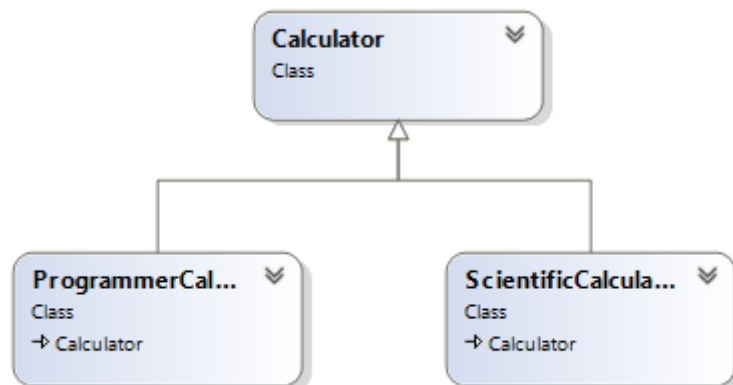 Calculator
Class
ProgrammerCal...
Class
Calculator
ScientificCalcula...
Class
Calculator